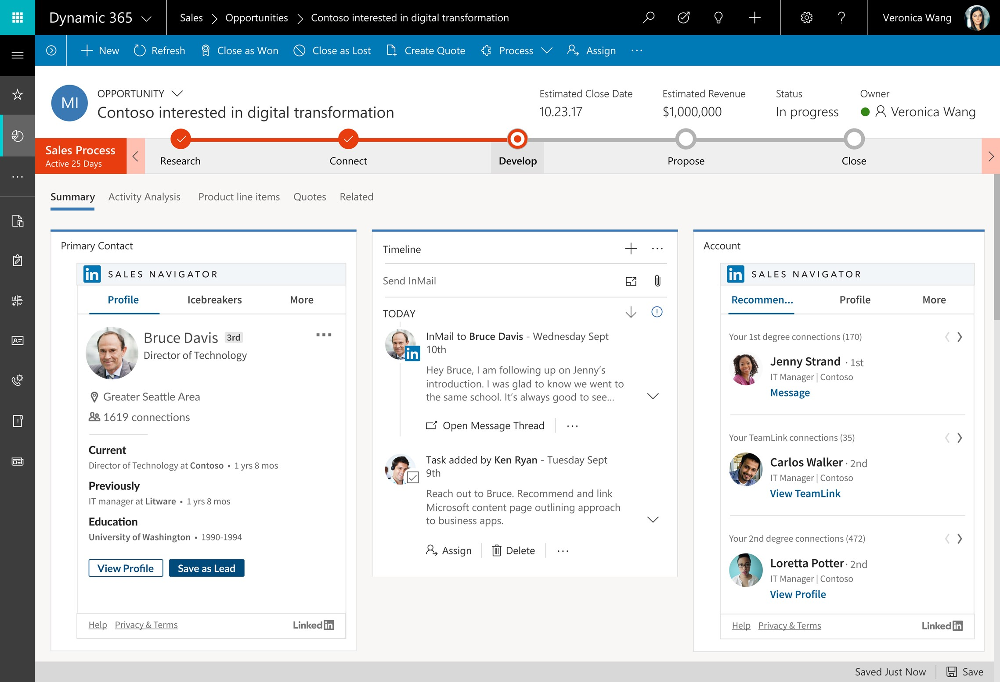 Dynamic 365
Sales
Opportunities
Contoso interested in digital transformation
Veronica Wang
New
Refresh
Close as Won
Close as Lost
Create Quote
Process
Assign
MI
OPPORTUNITY
Contoso interested in digital transformation
Estimated Close Date
10.23.17
Estimated Revenue
$1,000,000
Status
In progress
Owner
Veronica Wang
Sales Process
Active 25 Days
Research
Connect
Develop
Propose
Close
Summary
Activity Analysis
Product line items
Quotes
Related
Primary Contact
in SALES NAVIGATOR
Profile
Icebreakers
More
Bruce Davis 3rd
Director of Technology
Greater Seattle Area
1619 connections
Current
Director of Technology at Contoso • 1 yrs 8 mos
Previously
IT manager at Litware • 1 yrs 8 mos
Education
University of Washington • 1990-1994
View Profile
Save as Lead
Help
Privacy & Terms
Linkedin
Timeline
Send InMail
TODAY
in
InMail to Bruce Davis - Wednesday Sept
10th
Hey Bruce, I am following up on Jenny’s
introduction. I was glad to know we went to
the same school. It’s always good to see...
Open Message Thread
Task added by Ken Ryan - Tuesday Sept
9th
Reach out to Bruce. Recommend and link
Microsoft content page outlining approach
to business apps.
Assign
Delete
Account
in SALES NAVIGATOR
Recommen...
Profile
More
Your 1st degree connections (170)
Jenny Strand · 1st
IT Manager | Contoso
Message
Your TeamLink connections (35)
Carlos Walker · 2nd
IT Manager | Contoso
View TeamLink
Your 2nd degree connections (472)
Loretta Potter · 2nd
IT Manager | Contoso
View Profile
Help
Privacy & Terms
Linkedin
Saved Just Now
Save